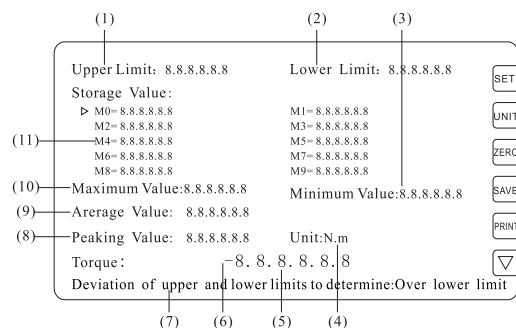 (1) (2) (3)
Upper Limit: 8.8.8.8.8.8 Lower Limit: 8.8.8.8.8.8 SET
Storage Value:
▷ M0=8.8.8.8.8.8 M1=8.8.8.8.8.8 UNIT
M2=8.8.8.8.8.8 M3=8.8.8.8.8.8
(11) M4=8.8.8.8.8.8 M5=8.8.8.8.8.8
M6=8.8.8.8.8.8 M7=8.8.8.8.8.8 ZERO
M8=8.8.8.8.8.8 M9=8.8.8.8.8.8
(10) Maximum Value:8.8.8.8.8.8 Minimum Value:8.8.8.8.8.8 SAVE
(9) Arerage Value: 8.8.8.8.8.8
(8) Peaking Value: 8.8.8.8.8.8 Unit:N.m PRINT
Torque: -8.8.8.8.8.8 ▽
Deviation of upper and lower limits to determine:Over lower limit
(7) (6) (5) (4)